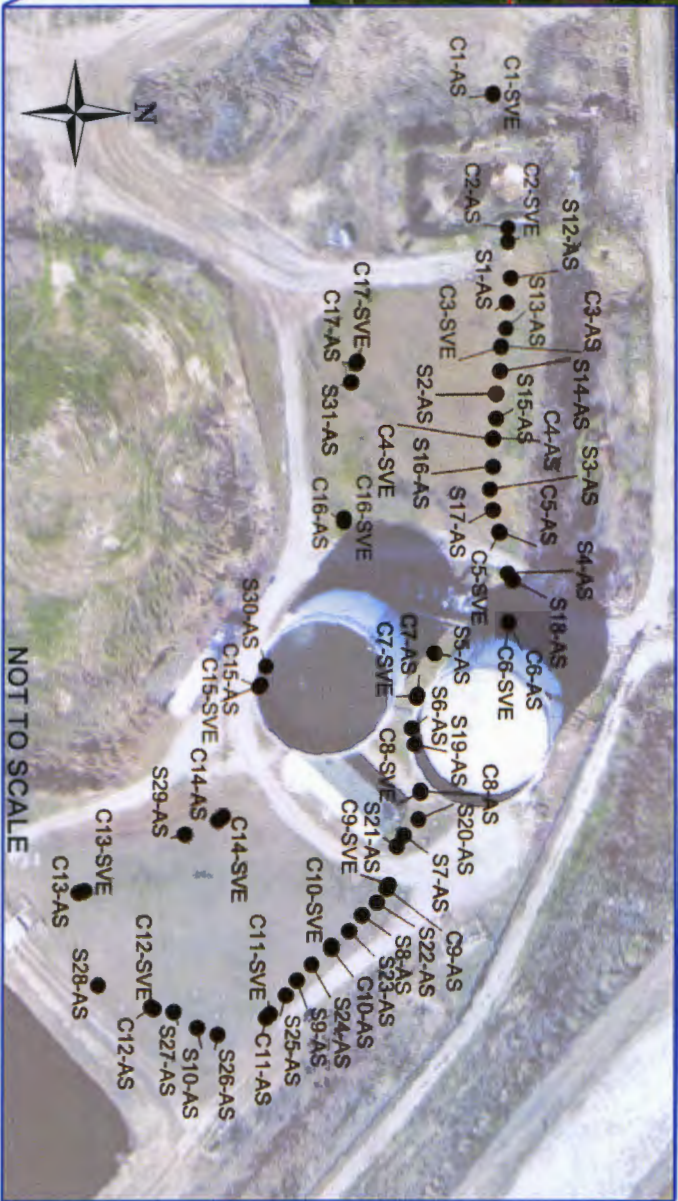 C1-SVE
C1-AS
S12-AS
C2-SVE
C2-AS
S1-AS
S13-AS
C3-AS
C3-SVE
S14-AS
S2-AS
S15-AS
C4-AS
C4-SVE
S16-AS
S3-AS
S17-AS
C5-AS
C5-SVE
S4-AS
S18-AS
C6-AS
C6-SVE
C17-SVE
C17-AS
S31-AS
C16-SVE
C16-AS
S5-AS
C7-AS
C7-SVE
S6-AS
S19-AS
C8-AS
C8-SVE
S20-AS
S7-AS
S21-AS
C9-SVE
C9-AS
S22-AS
S8-AS
S23-AS
C10-SVE
C10-AS
S24-AS
S9-AS
S25-AS
C11-SVE
C11-AS
S30-AS
C15-AS
C15-SVE
C14-AS
C14-SVE
S29-AS
C13-SVE
C13-AS
S28-AS
C12-SVE
C12-AS
S27-AS
S10-AS
S26-AS
N
NOT TO SCALE